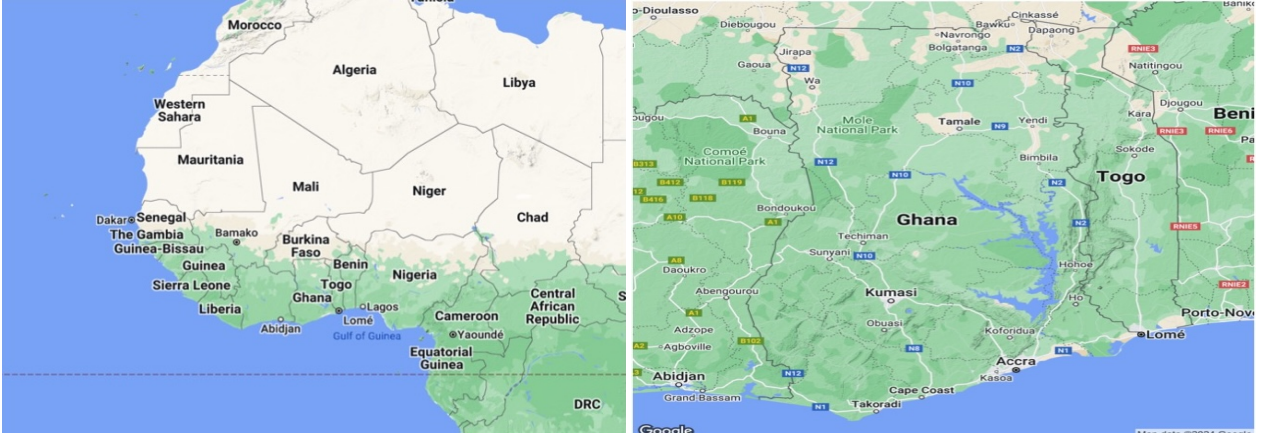 Morocco
Algeria
Libya
Western
Sahara
Mauritania
Mali
Niger
Chad
Dakar
Senegal
The Gambia
Guinea-Bissau
Bamako
Burkina
Faso
Guinea
Benin
Nigeria
Sierra Leone
Togo
Ghana
Liberia
Lagos
Lomé
Abidjan
Gulf of Guinea
Cameroon
Central
African
Republic
Yaoundé
Equatorial
Guinea
DRC
o-Dioulasso
Diebougou
Bawku
Cinkassé
Dapaong
Navrongo
Bolgatanga
N2
RNIE3
Jirapa
Gaoua
N12
Wa
N10
Natitingou
Djougou
Kara
Beni
ougou
A1
Bouna
Mole
National Park
Tamale
N9
Yendi
RNIE3
RNIE6
Comoé
National Park
Bimbila
Sokode
B313
N12
N10
N2
Togo
B412
B119
12
B416
B118
Bondoukou
A10
A1
Ghana
N2
RNIE5
Techiman
Sunyani
N10
A8
Daoukro
Hohoe
Abengourou
Kumasi
Ho
RNIE2
A1
Porto-Nov
Adzope
Obuasi
Koforidua
Lomé
A2
Agboville
B102
N8
N1
Accra
Kasoa
Abidjan
Grand-Bassam
N12
Cape Coast
N1
Takoradi
Google